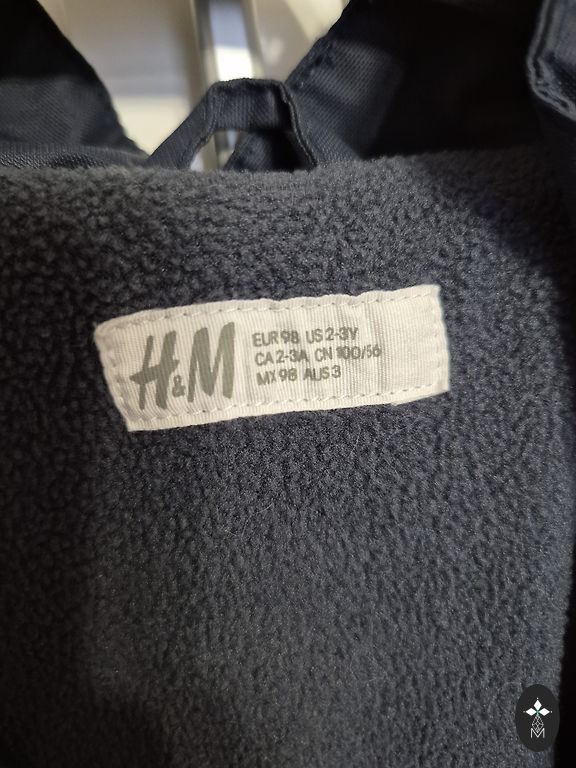 H&M
EUR 98 US 2-3Y
CA 2-3A CN 100/56
MX 98 AUS 3
M